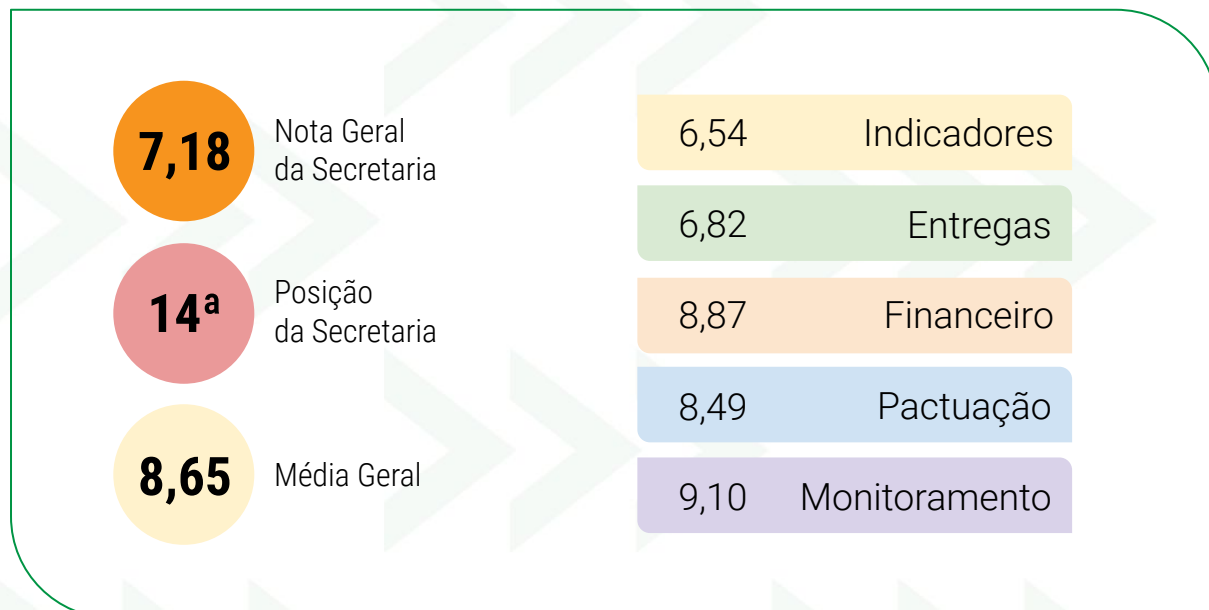 7,18
Nota Geral
da Secretaria
14ª
Posição
da Secretaria
8,65
Média Geral
6,54 Indicadores
6,82 Entregas
8,87 Financeiro
8,49 Pactuação
9,10 Monitoramento